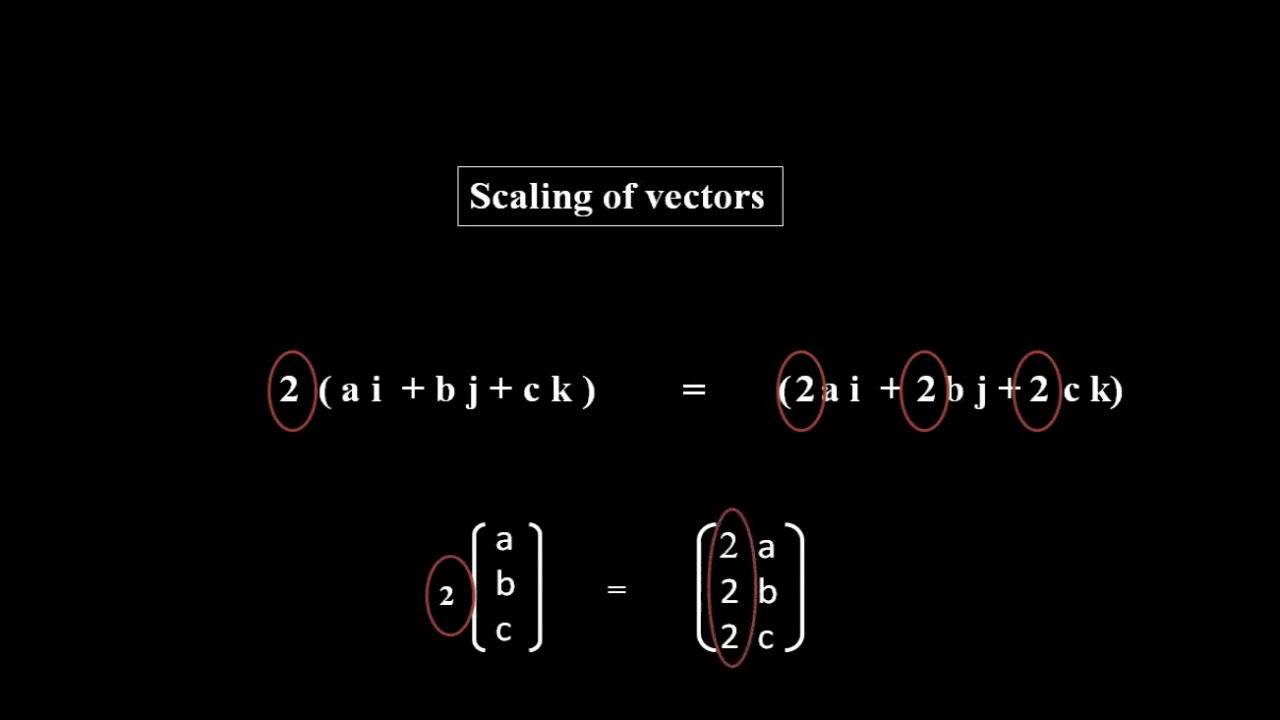 Scaling of vectors
2 ( a i + b j + c k ) = (2 a i + 2 b j + 2 c k)
a 2 a
2 b = 2 b
c 2 c